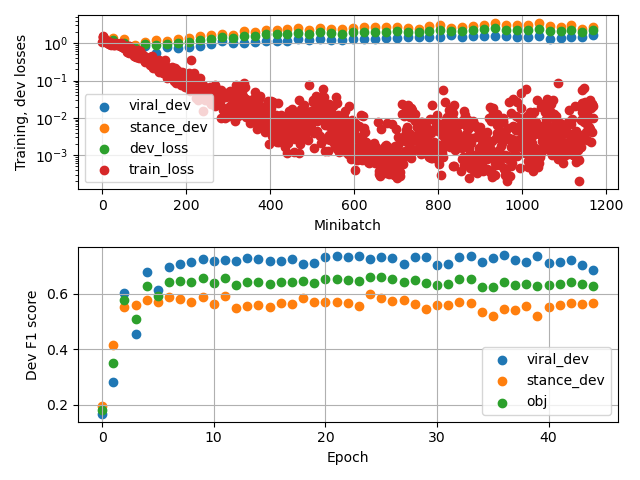 Training, dev losses
10⁰
10⁻¹
10⁻²
10⁻³
viral_dev
stance_dev
dev_loss
train_loss
0 200 400 600 800 1000 1200
Minibatch
Dev F1 score
0.6
0.4
0.2
viral_dev
stance_dev
obj
0 10 20 30 40
Epoch